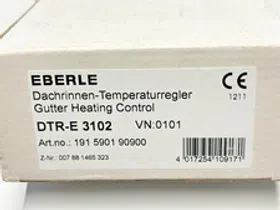 EBERLE
Dachrinnen-Temperaturregler
Gutter Heating Control
CE
1211
DTR-E 3102 VN:0101
Art.no.: 191 5901 90900
Z-Nr.: 007 88 1465 323
4 017254 109171